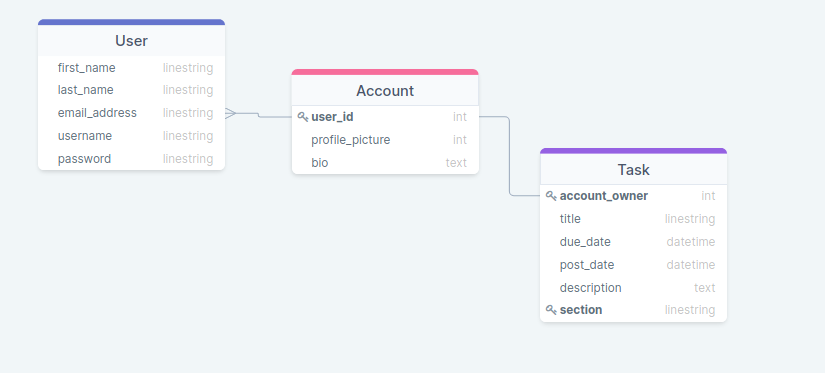 User
first_name linestring
last_name linestring
email_address linestring
username linestring
password linestring
Account
user_id int
profile_picture int
bio text
Task
account_owner int
title linestring
due_date datetime
post_date datetime
description text
section linestring